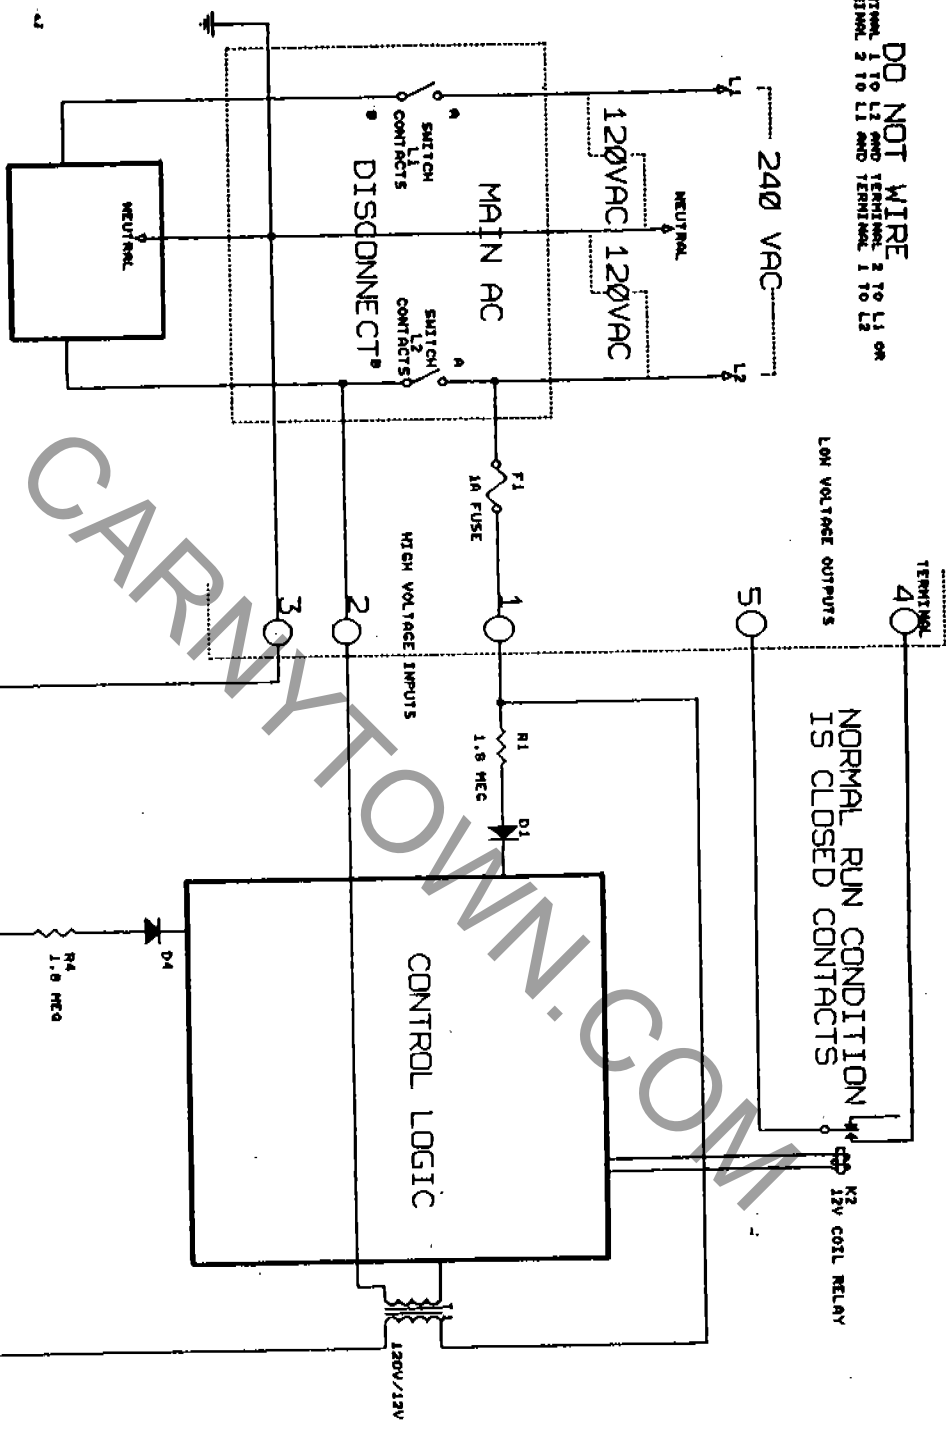 DO NOT WIRE
1 TO L2 AND TERMINAL 2 TO L1 OR
2 TO L1 AND TERMINAL 1 TO L2
L1
240 VAC
L2
NEUTRAL
120VAC
120VAC
MAIN AC
DISCONNECT
A
SWITCH
L1
CONTACTS
B
A
SWITCH
L2
CONTACTS
B
NEUTRAL
F1
1A FUSE
LOW VOLTAGE OUTPUTS
TERMINAL
4
5
HIGH VOLTAGE INPUTS
1
2
3
NORMAL RUN CONDITION
IS CLOSED CONTACTS
R1
1.8 MEG
D1
CONTROL LOGIC
D4
R4
1.8 MEG
K2
12V COIL RELAY
120V/12V
CARNYTOWN.COM